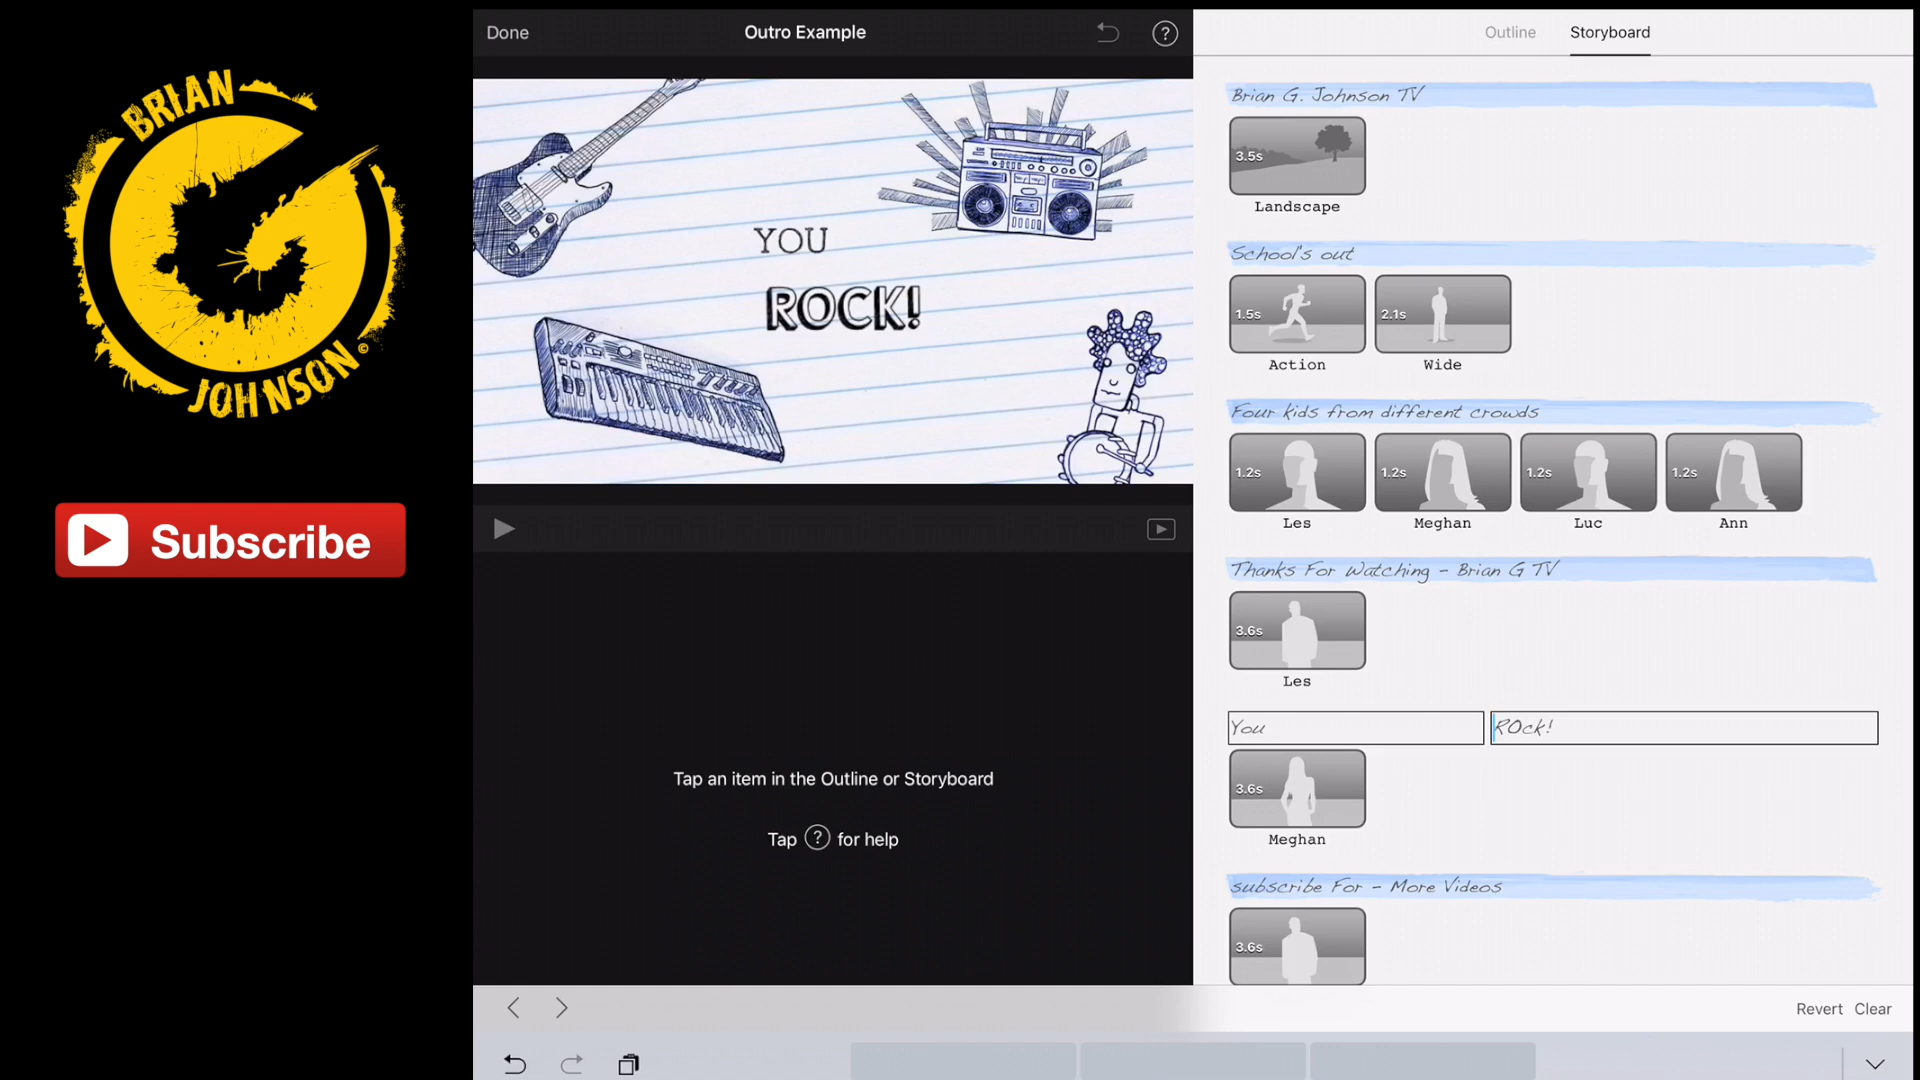 BRIAN
JOHNSON©
Subscribe
Done
Outro Example
?
YOU
ROCK!
Tap an item in the Outline or Storyboard
Tap ? for help
Outline
Storyboard
Brian G. Johnson TV
3.5s
Landscape
School's out
1.5s
2.1s
Action
Wide
Four kids from different crowds
1.2s
1.2s
1.2s
1.2s
Les
Meghan
Luc
Ann
Thanks For Watching - Brian G TV
3.6s
Les
You
ROck!
3.6s
Meghan
subscribe For - More Videos
3.6s
Revert
Clear